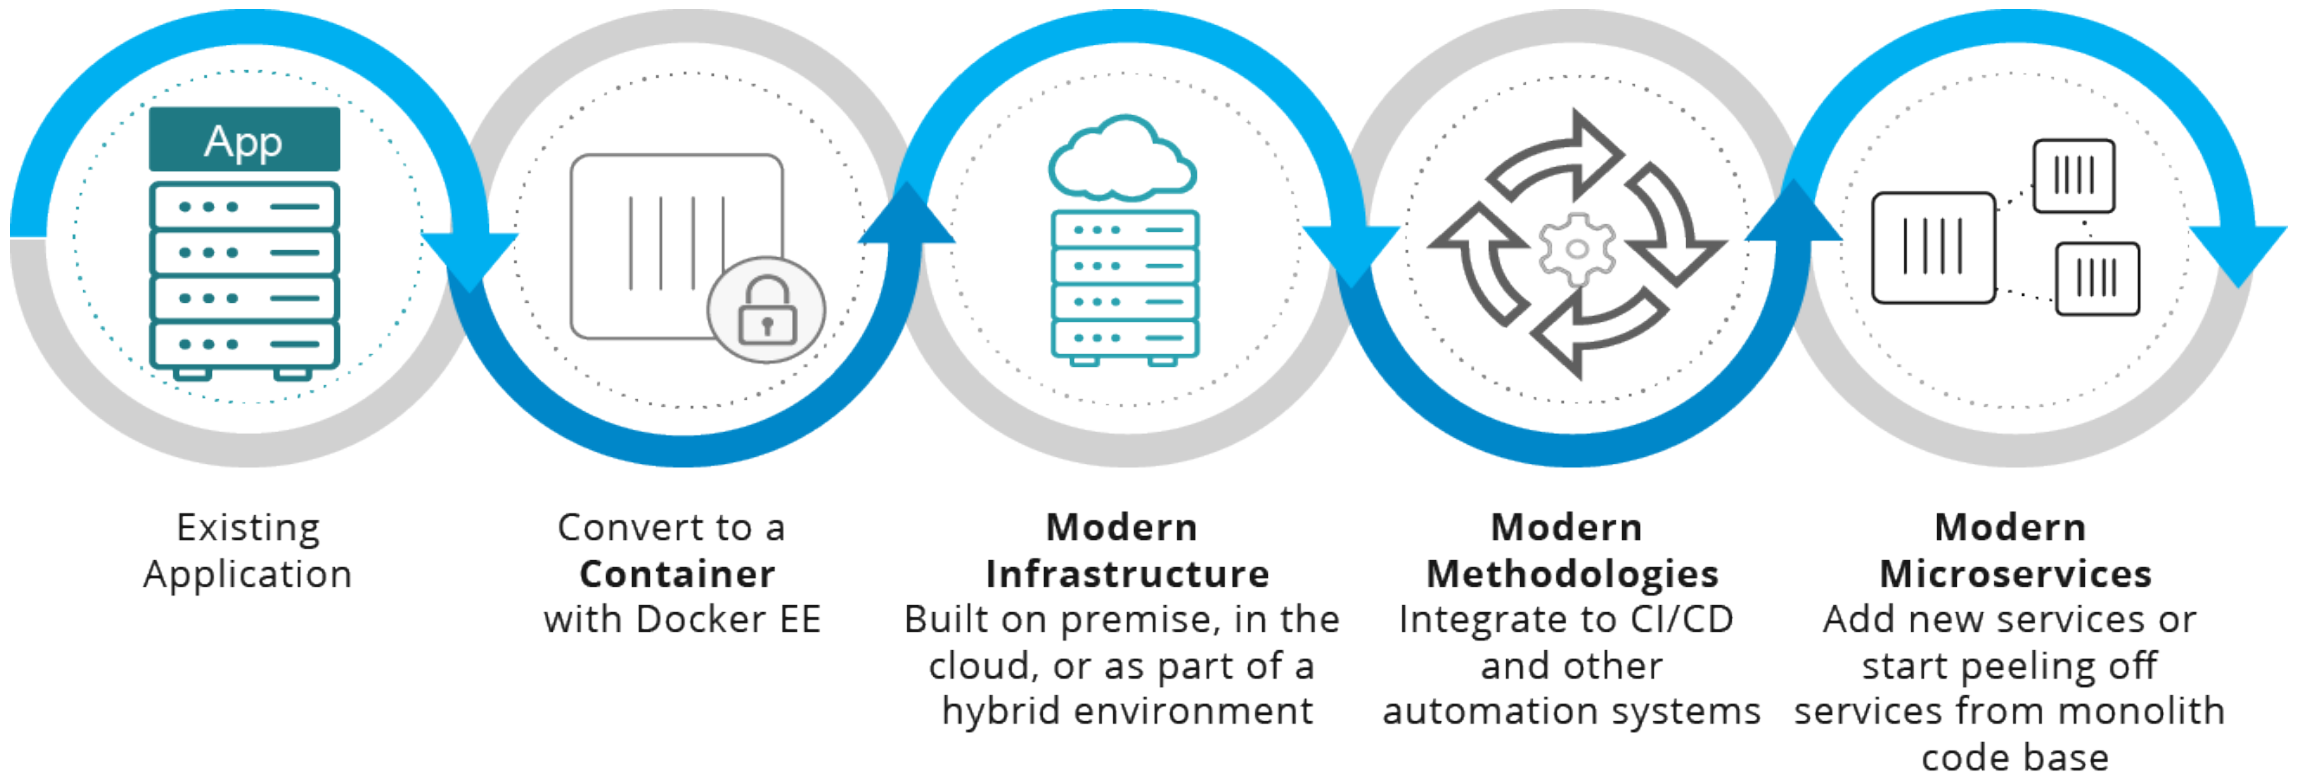 App
Existing
Application
Convert to a
Container
with Docker EE
Modern
Infrastructure
Built on premise, in the
cloud, or as part of a
hybrid environment
Modern
Methodologies
Integrate to CI/CD
and other
automation systems
Modern
Microservices
Add new services or
start peeling off
services from monolith
code base